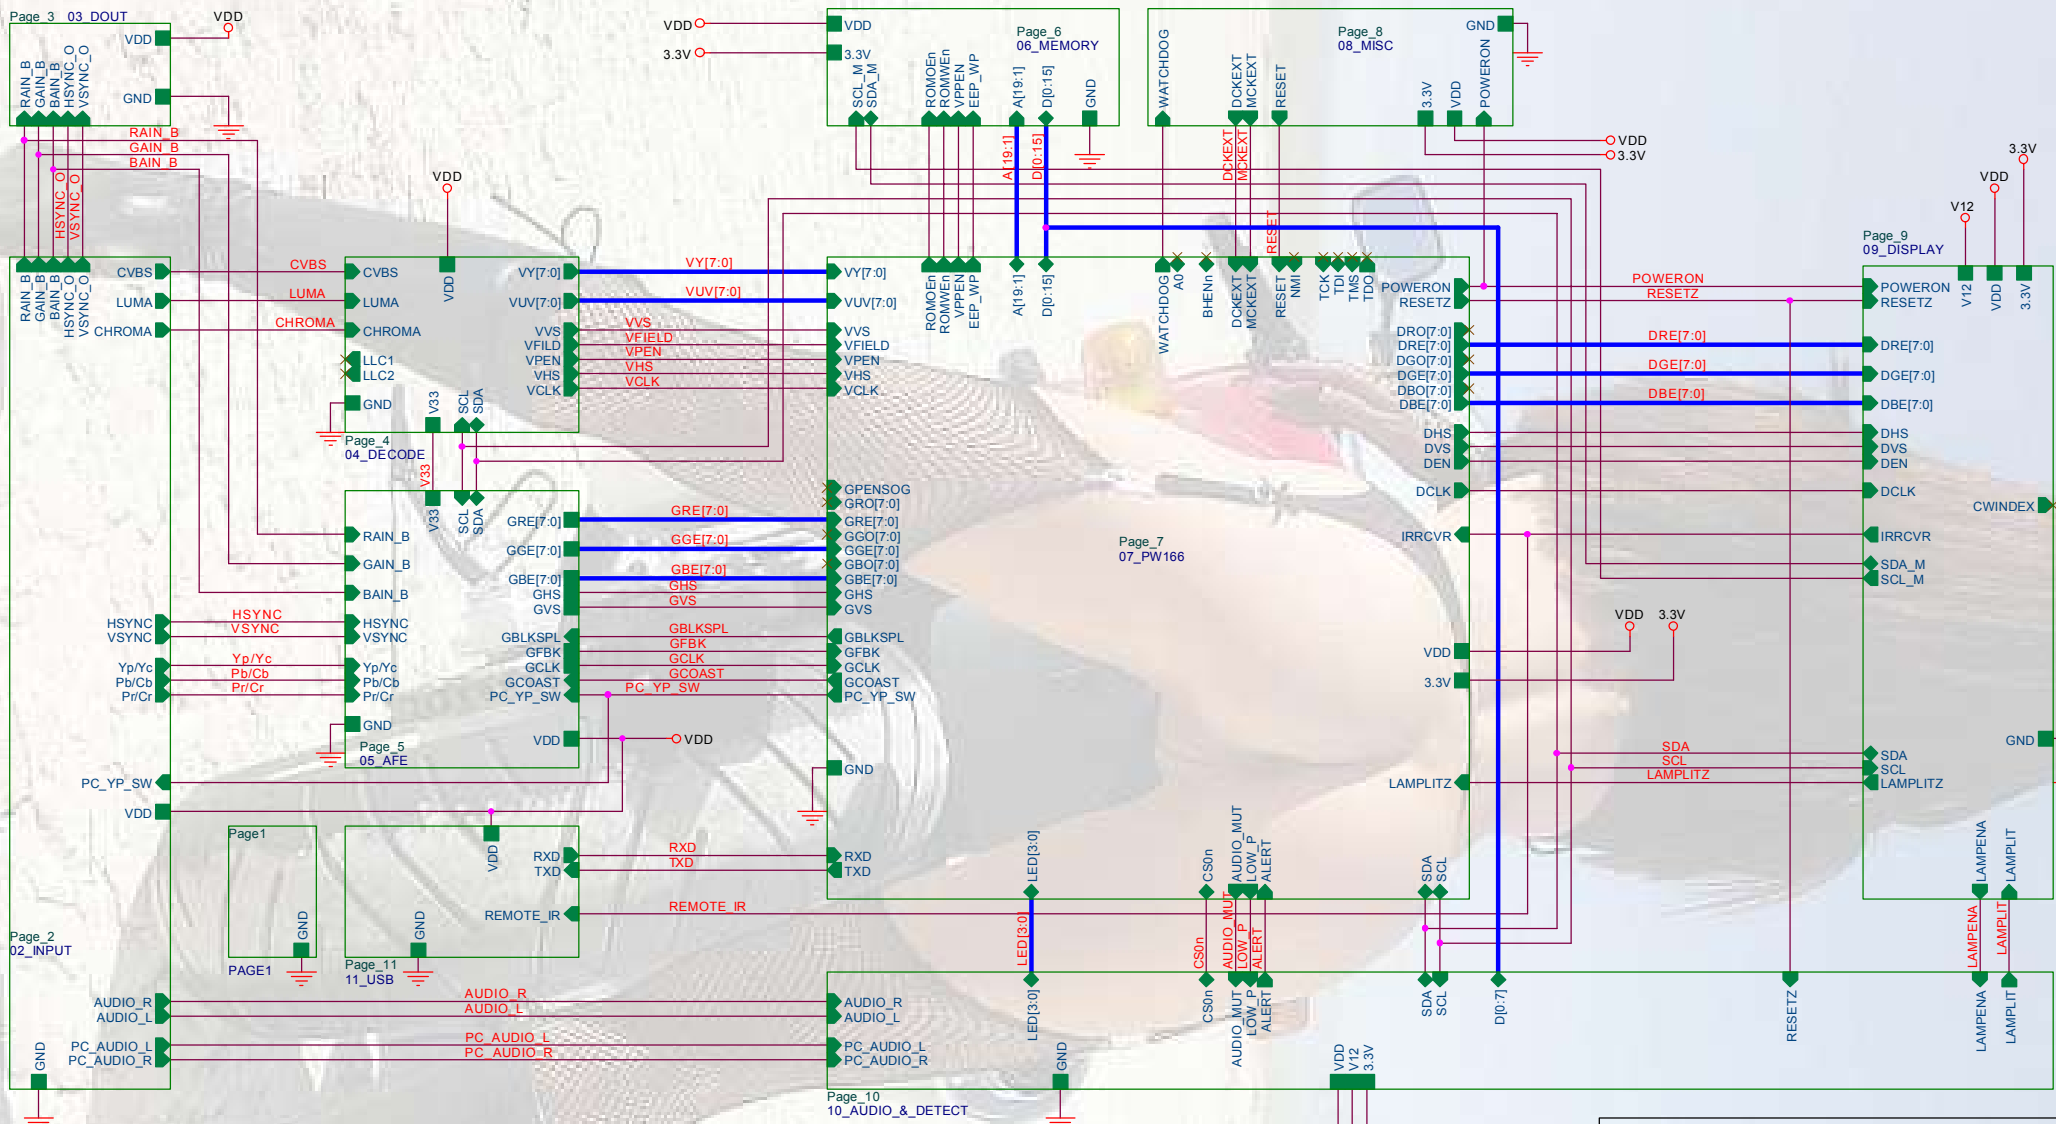 Page_3 03_DOUT
VDD
VDD
GND
RAIN_B
GAIN_B
BAIN_B
HSYNC_O
VSYNC_O
RAIN_B
GAIN_B
BAIN_B
HSYNC_O
VSYNC_O
VDD
3.3V
VDD
3.3V
Page_6
06_MEMORY
SCL_M
SDA_M
ROMOEn
ROMWEn
VPPEN
EEP_WP
A[19:1]
D[0:15]
GND
A[19:1]
D[0:15]
Page_8
08_MISC
GND
WATCHDOG
DCKEXT
MCKEXT
RESET
3.3V
VDD
POWERON
DCKEXT
MCKEXT
RESET
VDD
3.3V
3.3V
VDD
V12
Page_9
09_DISPLAY
V12
VDD
3.3V
POWERON
RESETZ
DRE[7:0]
DGE[7:0]
DBE[7:0]
DHS
DVS
DEN
DCLK
CWINDEX
IRRCVR
SDA_M
SCL_M
GND
SDA
SCL
LAMPLITZ
LAMPENA
LAMPLIT
RAIN_B
GAIN_B
BAIN_B
HSYNC_O
VSYNC_O
CVBS
LUMA
CHROMA
HSYNC
VSYNC
Yp/Yc
Pb/Cb
Pr/Cr
PC_YP_SW
VDD
Page_2
02_INPUT
AUDIO_R
AUDIO_L
PC_AUDIO_L
PC_AUDIO_R
GND
CVBS
LUMA
CHROMA
VDD
VDD
CVBS
LUMA
CHROMA
LLC1
LLC2
GND
VY[7:0]
VUV[7:0]
VVS
VFILD
VPEN
VHS
VCLK
V33
SCL
SDA
Page_4
04_DECODE
V33
VY[7:0]
VUV[7:0]
VVS
VFIELD
VPEN
VHS
VCLK
V33
SCL
SDA
RAIN_B
GAIN_B
BAIN_B
HSYNC
VSYNC
Yp/Yc
Pb/Cb
Pr/Cr
GND
GRE[7:0]
GGE[7:0]
GBE[7:0]
GHS
GVS
GBLKSPL
GFBK
GCLK
GCOAST
PC_YP_SW
VDD
Page_5
05_AFE
HSYNC
VSYNC
Yp/Yc
Pb/Cb
Pr/Cr
GRE[7:0]
GGE[7:0]
GBE[7:0]
GHS
GVS
GBLKSPL
GFBK
GCLK
GCOAST
PC_YP_SW
VDD
ROMOEn
ROMWEn
VPPEN
EEP_WP
A[19:1]
D[0:15]
WATCHDOG
A0
BHENn
DCKEXT
MCKEXT
RESET
NMI
TCK
TDI
TMS
TDO
VY[7:0]
VUV[7:0]
VVS
VFIELD
VPEN
VHS
VCLK
GPENSOG
GRO[7:0]
GRE[7:0]
GGO[7:0]
GGE[7:0]
GBO[7:0]
GBE[7:0]
GHS
GVS
GBLKSPL
GFBK
GCLK
GCOAST
PC_YP_SW
GND
RXD
TXD
Page_7
07_PW166
POWERON
RESETZ
DRO[7:0]
DRE[7:0]
DGO[7:0]
DGE[7:0]
DBO[7:0]
DBE[7:0]
DHS
DVS
DEN
DCLK
IRRCVR
VDD
3.3V
LAMPLITZ
LED[3:0]
CS0n
AUDIO_MUT
LOW_P
ALERT
SDA
SCL
POWERON
RESETZ
DRE[7:0]
DGE[7:0]
DBE[7:0]
VDD
3.3V
SDA
SCL
LAMPLITZ
Page1
GND
PAGE1
VDD
RXD
TXD
REMOTE_IR
GND
Page_11
11_USB
RXD
TXD
REMOTE_IR
LED[3:0]
CS0n
AUDIO_MUT
LOW_P
ALERT
LAMPENA
LAMPLIT
AUDIO_R
AUDIO_L
PC_AUDIO_L
PC_AUDIO_R
AUDIO_R
AUDIO_L
PC_AUDIO_L
PC_AUDIO_R
LED[3:0]
GND
CS0n
AUDIO_MUT
LOW_P
ALERT
VDD
V12
3.3V
SDA
SCL
D[0:7]
RESETZ
LAMPENA
LAMPLIT
Page_10
10_AUDIO_&_DETECT